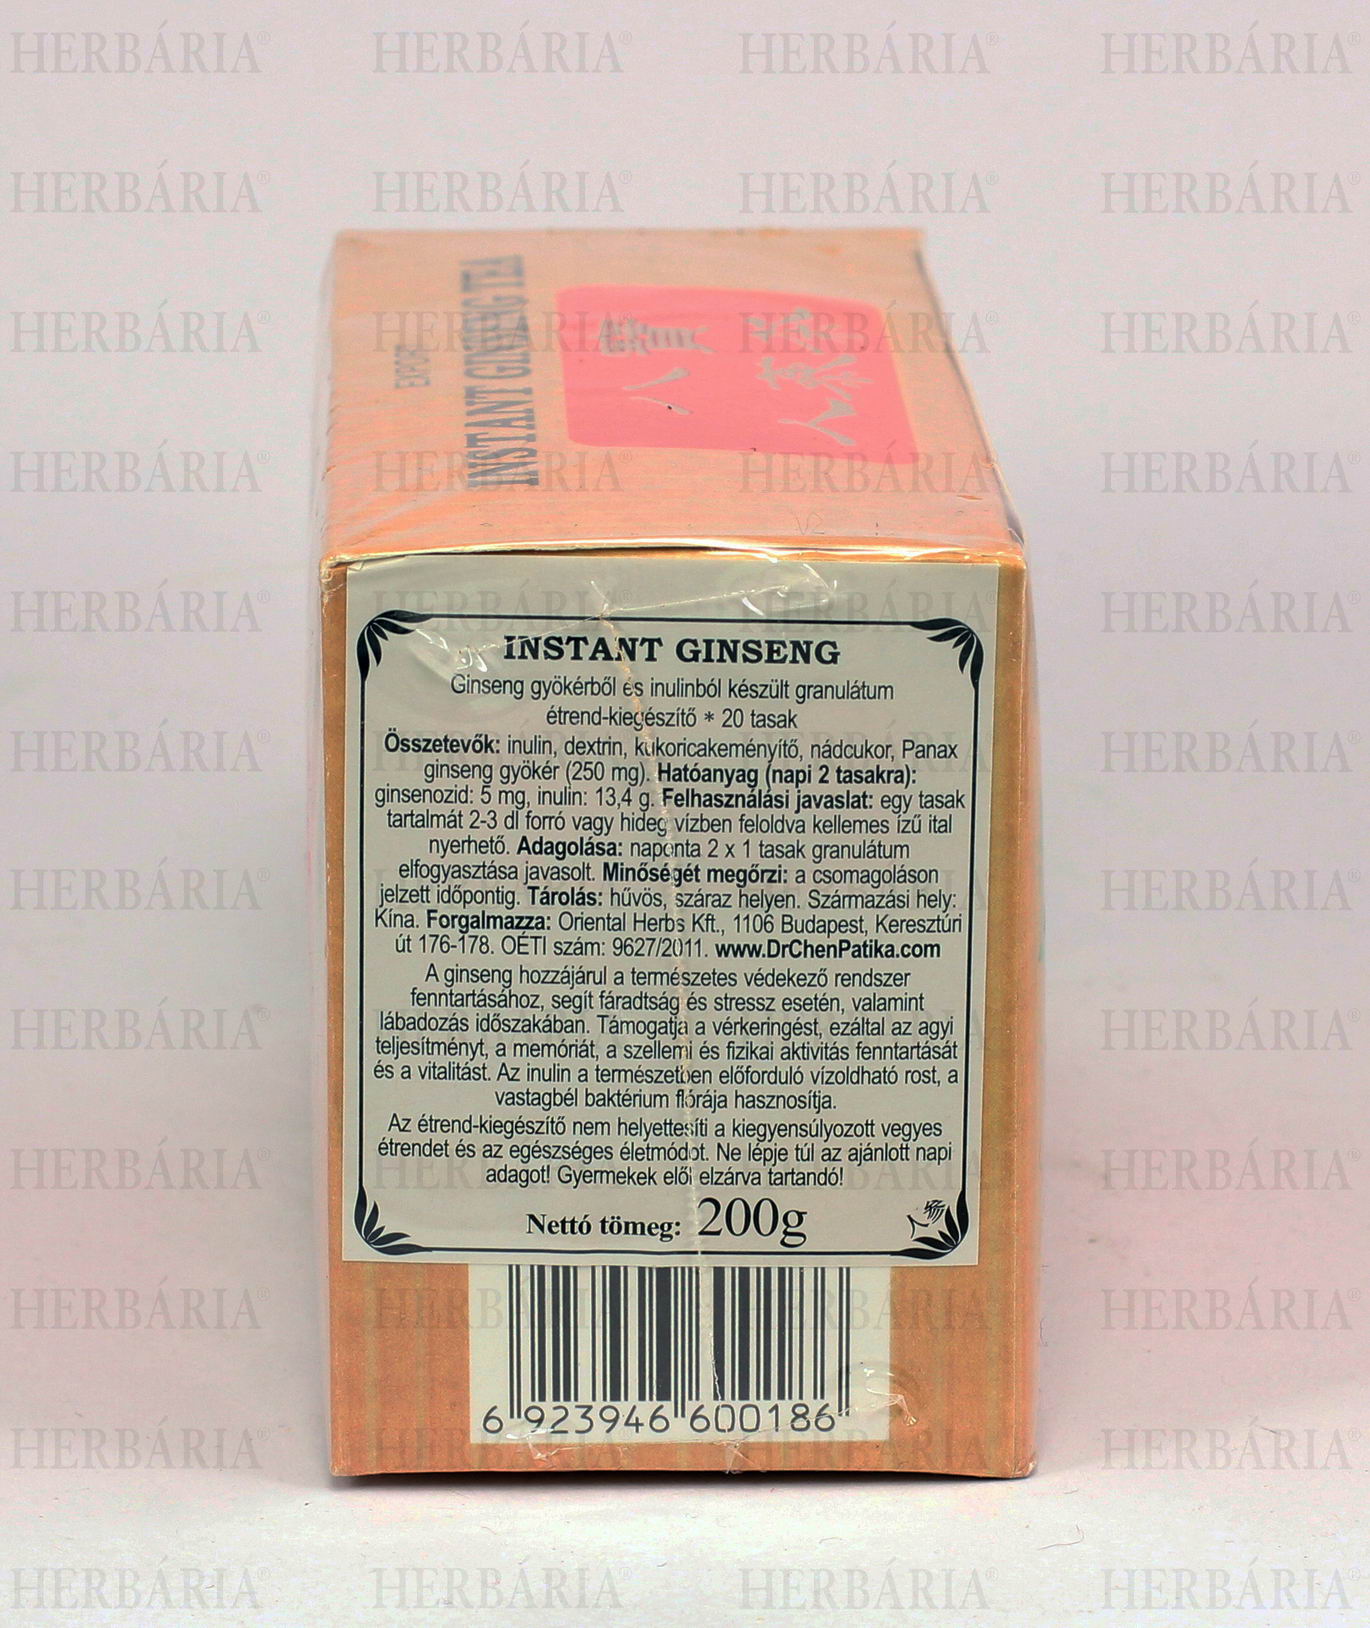 EXPORT
INSTANT GINSENG TEA
INSTANT GINSENG
Ginseng gyökérből és inulinból készült granulátum
étrend-kiegészítő * 20 tasak
Összetevők: inulin, dextrin, kukoricakeményítő, nádcukor, Panax
ginseng gyökér (250 mg). Hatóanyag (napi 2 tasakra):
ginsenozid: 5 mg, inulin: 13,4 g. Felhasználási javaslat: egy tasak
tartalmát 2-3 dl forró vagy hideg vízben feloldva kellemes ízű ital
nyerhető. Adagolása: naponta 2 x 1 tasak granulátum
elfogyasztása javasolt. Minőségét megőrzi: a csomagoláson
jelzett időpontig. Tárolás: hűvös, száraz helyen. Származási hely:
Kína. Forgalmazza: Oriental Herbs Kft., 1106 Budapest, Keresztúri
út 176-178. OÉTI szám: 9627/2011. www.DrChenPatika.com
A ginseng hozzájárul a természetes védekező rendszer
fenntartásához, segít fáradtság és stressz esetén, valamint
lábadozás időszakában. Támogatja a vérkeringést, ezáltal az agyi
teljesítményt, a memóriát, a szellemi és fizikai aktivitás fenntartását
és a vitalitást. Az inulin a természetben előforduló vízoldható rost, a
vastagbél baktérium flórája hasznosítja.
Az étrend-kiegészítő nem helyettesíti a kiegyensúlyozott vegyes
étrendet és az egészséges életmódot. Ne lépje túl az ajánlott napi
adagot! Gyermekek elől elzárva tartandó!
Nettó tömeg: 200g
6 923946 600186
HERBÁRIA®